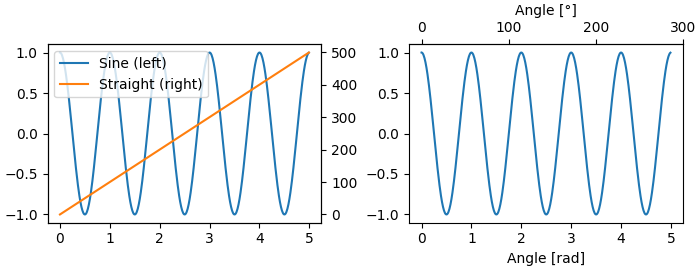 Angle [°]
0 100 200 300
1.0 0.5 0.0 −0.5 −1.0
Sine (left)
Straight (right)
500 400 300 200 100 0
0 1 2 3 4 5
1.0 0.5 0.0 −0.5 −1.0
0 1 2 3 4 5
Angle [rad]